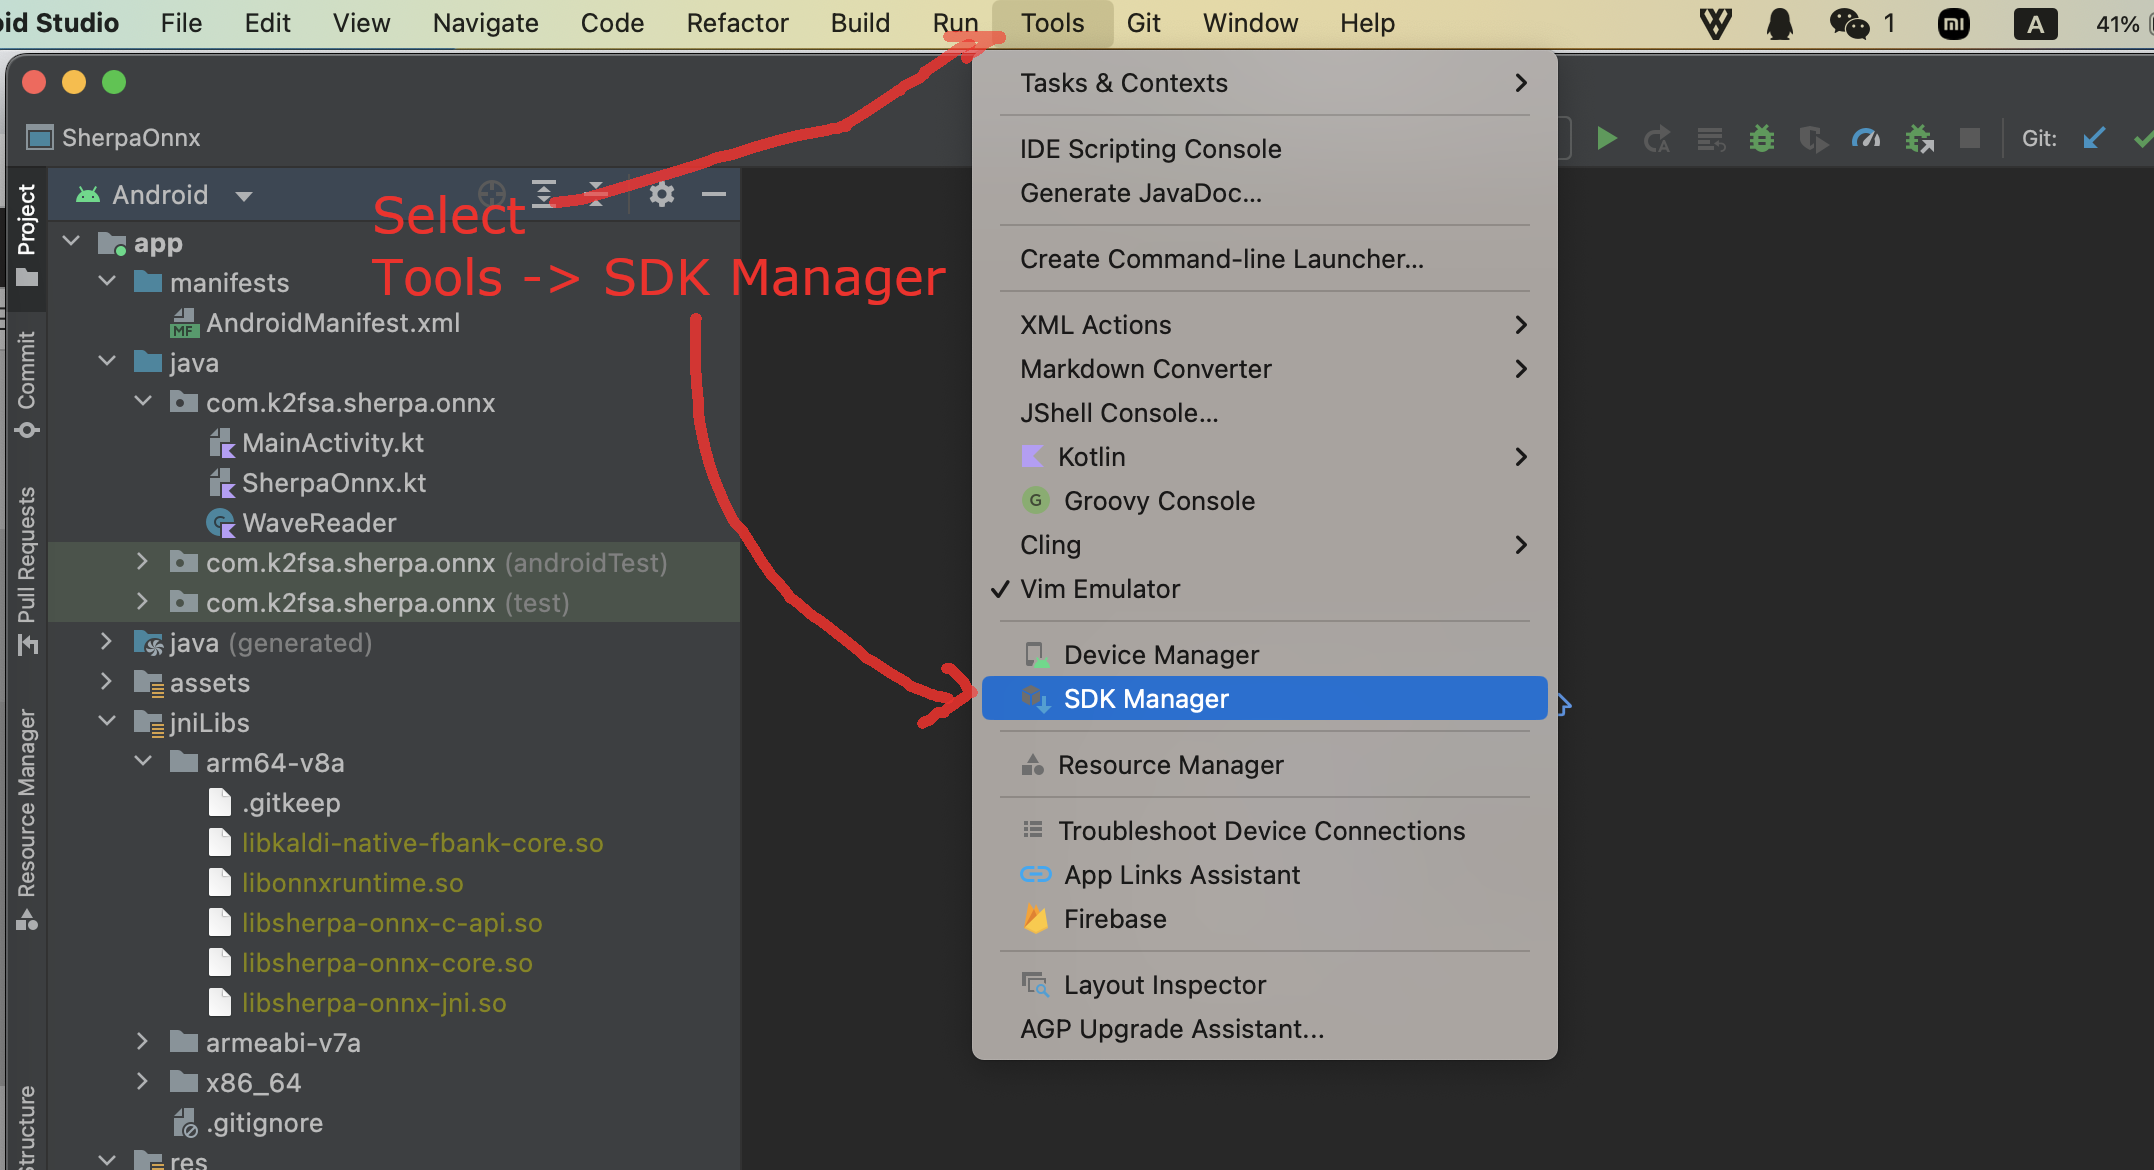 oid Studio File Edit View Navigate Code Refactor Build Run Tools Git Window Help 1 mi A 41%
SherpaOnnx
Git:
Android
Project
Commit
Pull Requests
Resource Manager
Structure
Select
Tools -> SDK Manager
app
manifests
MF AndroidManifest.xml
java
com.k2fsa.sherpa.onnx
MainActivity.kt
SherpaOnnx.kt
WaveReader
com.k2fsa.sherpa.onnx (androidTest)
com.k2fsa.sherpa.onnx (test)
java (generated)
assets
jniLibs
arm64-v8a
.gitkeep
libkaldi-native-fbank-core.so
libonnxruntime.so
libsherpa-onnx-c-api.so
libsherpa-onnx-core.so
libsherpa-onnx-jni.so
armeabi-v7a
x86_64
.gitignore
res
Tasks & Contexts
IDE Scripting Console
Generate JavaDoc...
Create Command-line Launcher...
XML Actions
Markdown Converter
JShell Console...
Kotlin
G Groovy Console
Cling
Vim Emulator
Device Manager
SDK Manager
Resource Manager
Troubleshoot Device Connections
App Links Assistant
Firebase
Layout Inspector
AGP Upgrade Assistant...